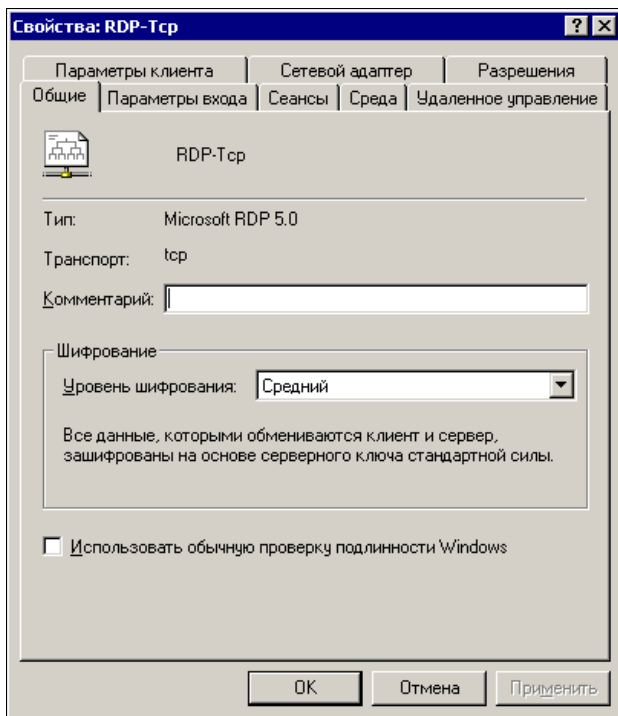 Свойства: RDP-Tcp
Параметры клиента
Сетевой адаптер
Разрешения
Общие
Параметры входа
Сеансы
Среда
Удаленное управление
RDP-Tcp
Тип: Microsoft RDP 5.0
Транспорт: tcp
Комментарий:
Шифрование
Уровень шифрования: Средний
Все данные, которыми обмениваются клиент и сервер,
зашифрованы на основе серверного ключа стандартной силы.
Использовать обычную проверку подлинности Windows
OK
Отмена
Применить